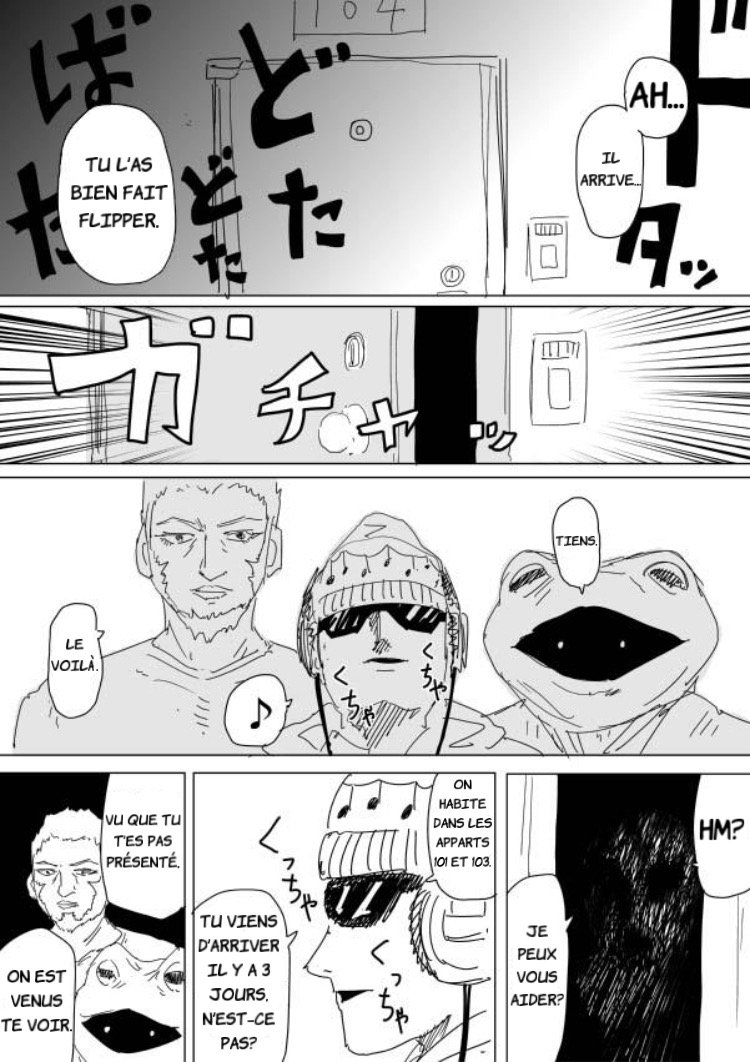 104
ドタッ
AH...
IL
ARRIVE...
どた
どた
ばた
TU L'AS
BIEN FAIT
FLIPPER.
ガチャッ
TIENS.
くちゃ
くちゃ
♪
LE
VOILÀ.
HM?
JE
PEUX
VOUS
AIDER?
ON
HABITE
DANS LES
APPARTS
101 ET 103.
くっちゃ
くっちゃ
TU VIENS
D'ARRIVER
IL Y A 3
JOURS,
N'EST-CE
PAS?
VU QUE TU
T'ES PAS
PRÉSENTÉ.
ON EST
VENUS
TE VOIR.